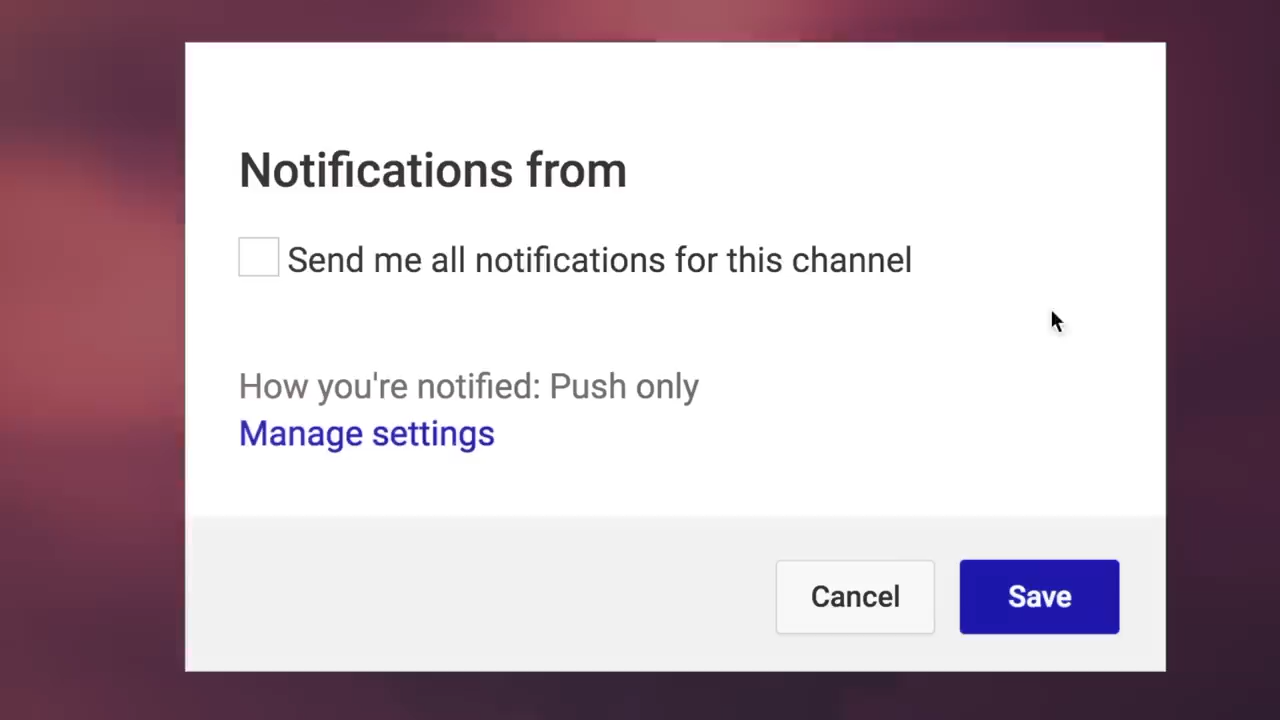 Notifications from
Send me all notifications for this channel
How you're notified: Push only
Manage settings
Cancel
Save